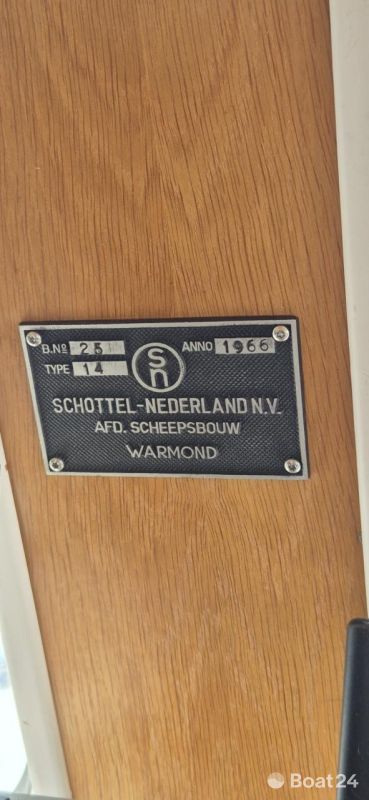 B.Nº 25 ANNO 1966
TYPE 14
sn
SCHOTTEL-NEDERLAND N.V.
AFD. SCHEEPSBOUW
WARMOND
Boat24